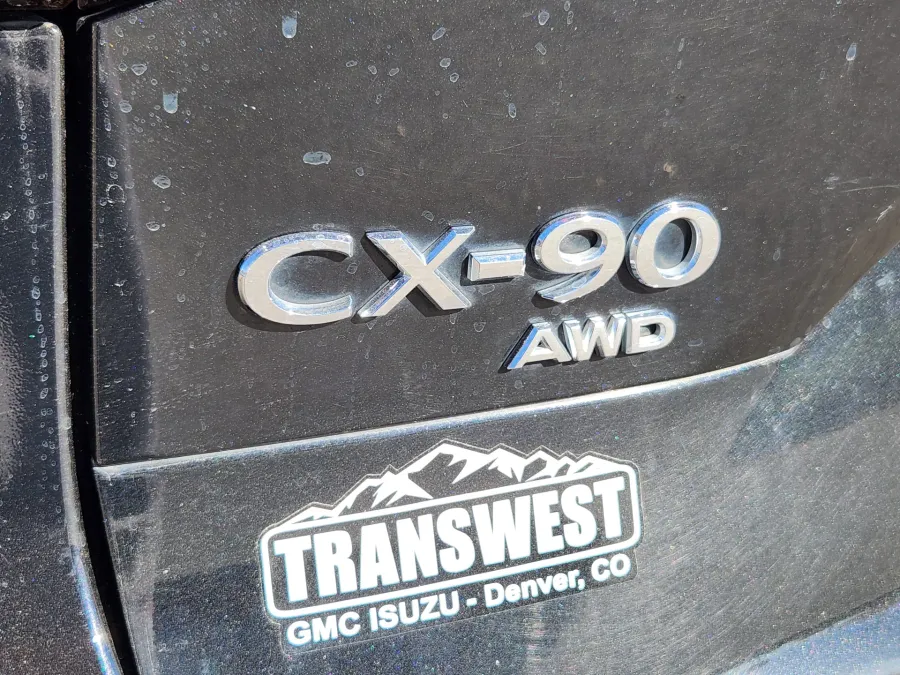 CX-90
AWD
TRANSWEST
GMC ISUZU - Denver, CO